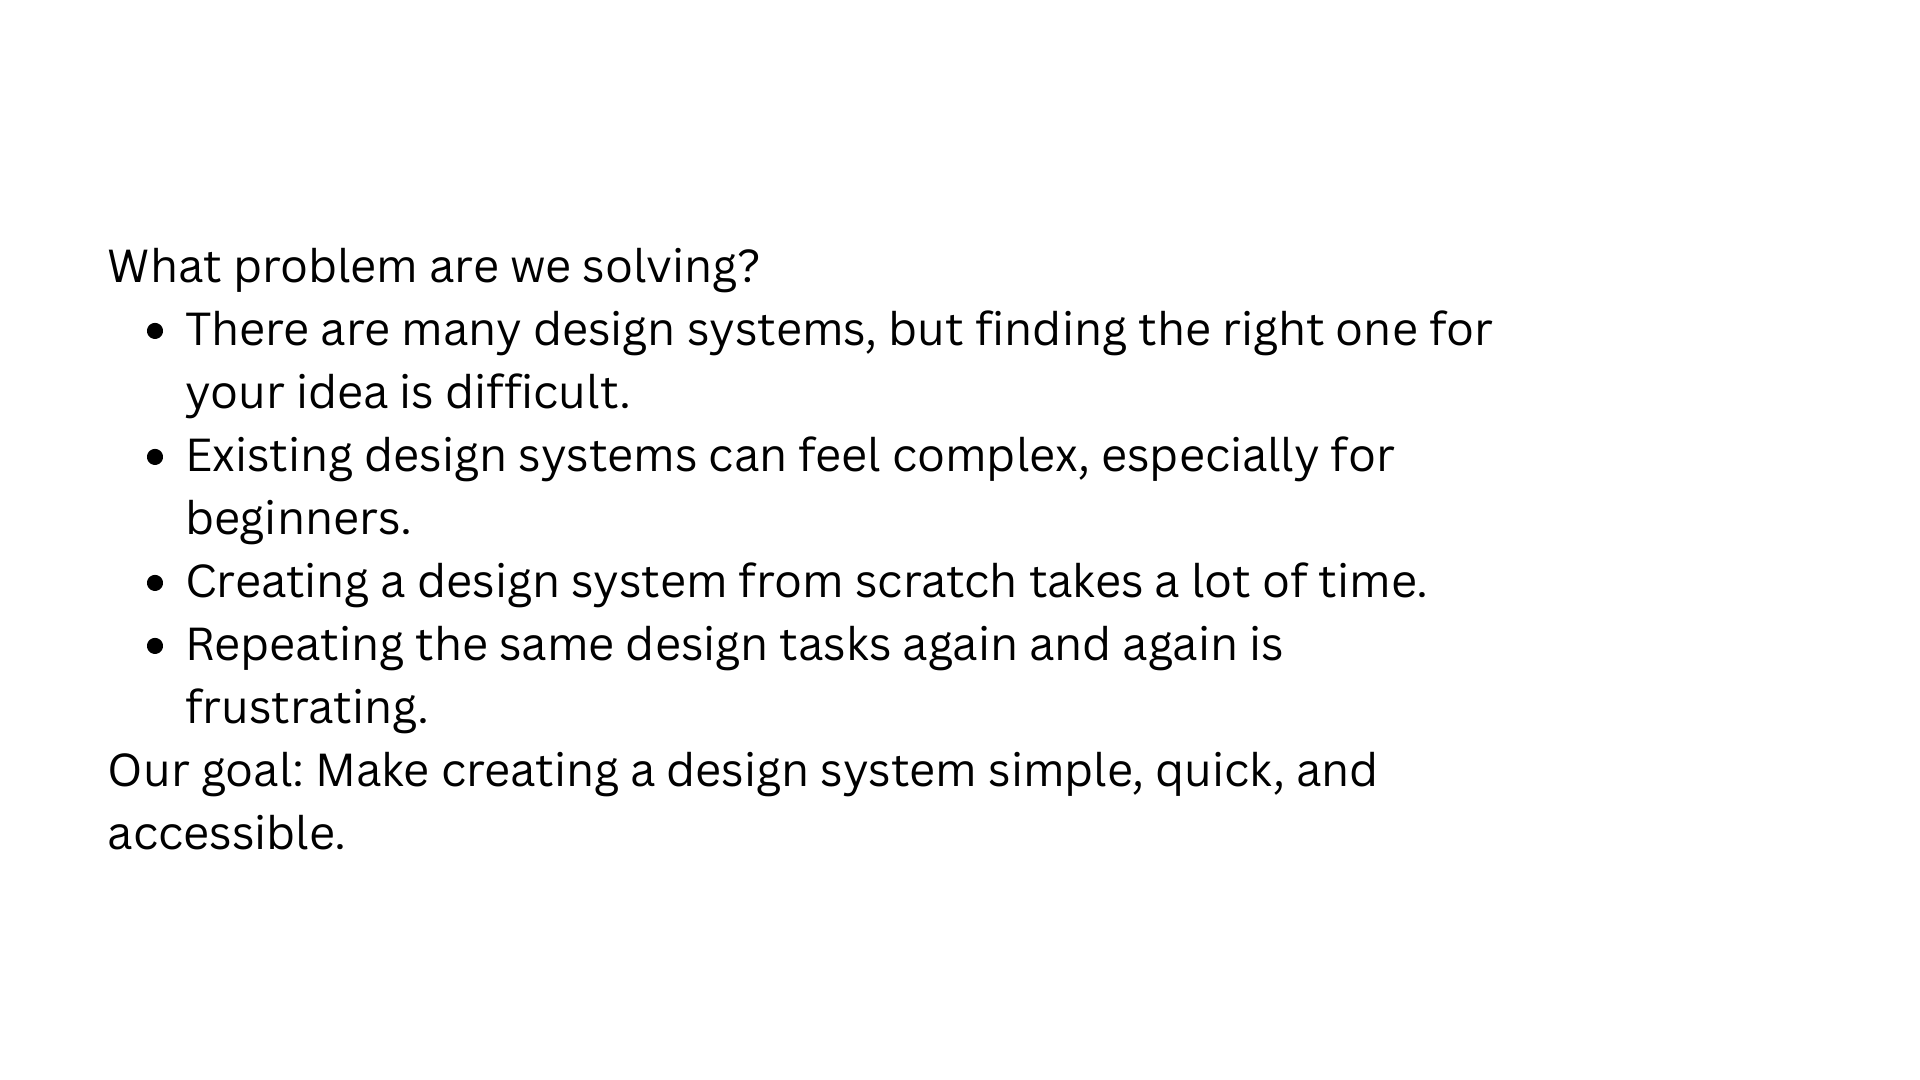 What problem are we solving?
• There are many design systems, but finding the right one for
your idea is difficult.
• Existing design systems can feel complex, especially for
beginners.
• Creating a design system from scratch takes a lot of time.
• Repeating the same design tasks again and again is
frustrating.
Our goal: Make creating a design system simple, quick, and
accessible.